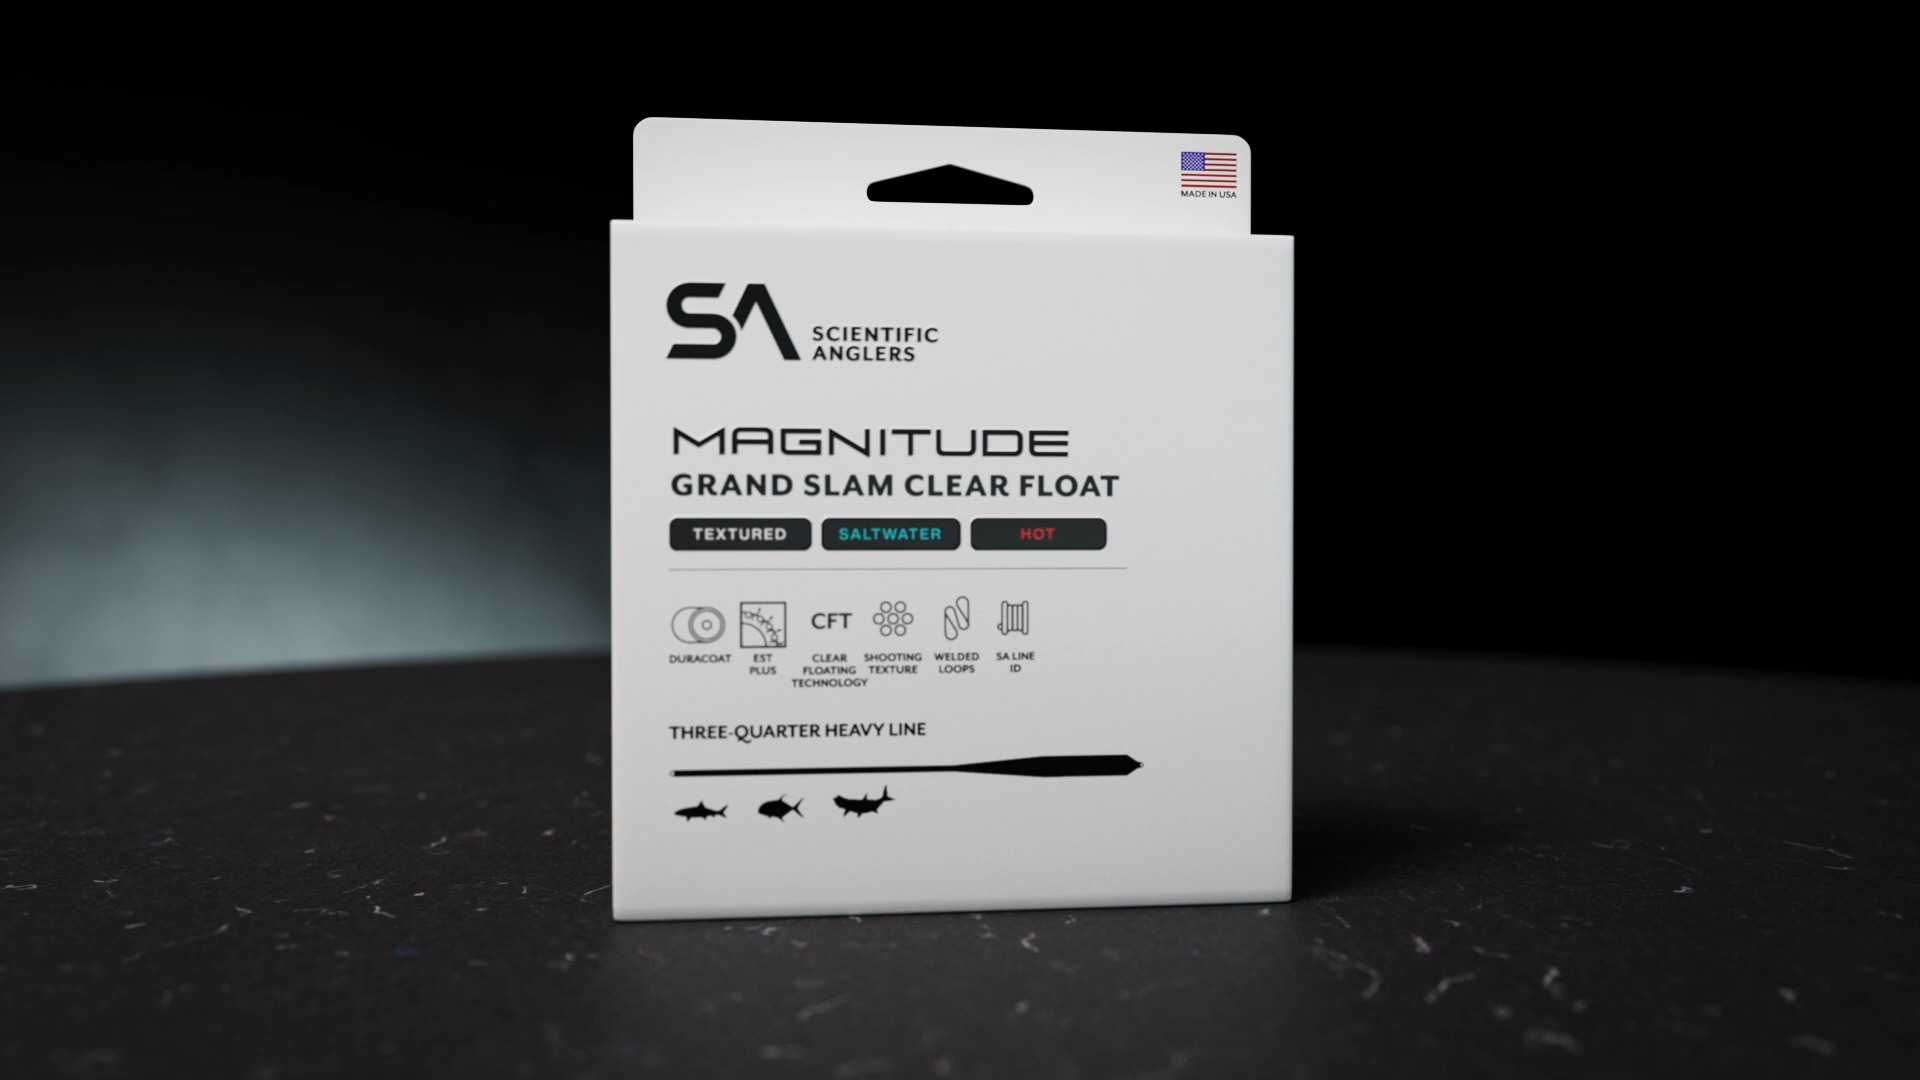 MADE IN USA
SA
SCIENTIFIC
ANGLERS
MAGNITUDE
GRAND SLAM CLEAR FLOAT
TEXTURED SALTWATER HOT
CFT
DURACOAT
EST
PLUS
CLEAR
FLOATING
TECHNOLOGY
SHOOTING
TEXTURE
WELDED
LOOPS
SA LINE
ID
THREE-QUARTER HEAVY LINE